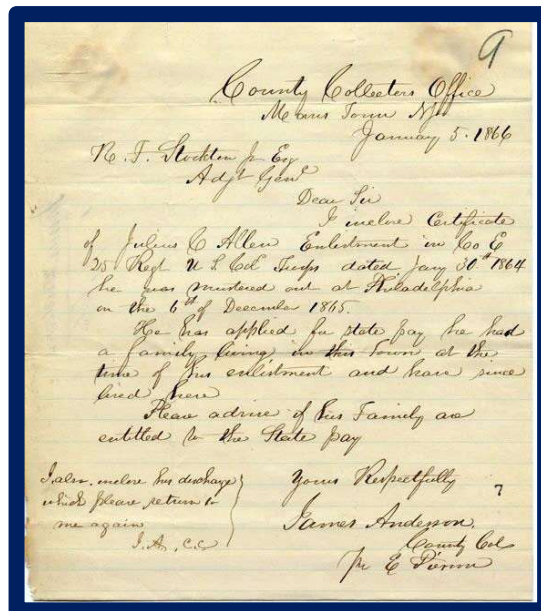 9
County Collectors Office
Morris Town NJ
January 5. 1866
R. F. Stockton Jr Esq
Adjt Genl
Dear Sir
I inclose Certificate
of Julius C Allen Enlistment in Co E
25 Regt U S Cold Troops dated Jany 30th 1864
he was mustered out at Philadelphia
on the 6th of December 1865.
He has applied for state pay he had
a family living in this Town at the
time of his enlistment and have since
lived here
Please advise if his Family are
entitled to the State pay
Yours Respectfully
James Anderson
County Col
pr E
I also inclose his discharge
which please return to
me again
J. A. C.C
7